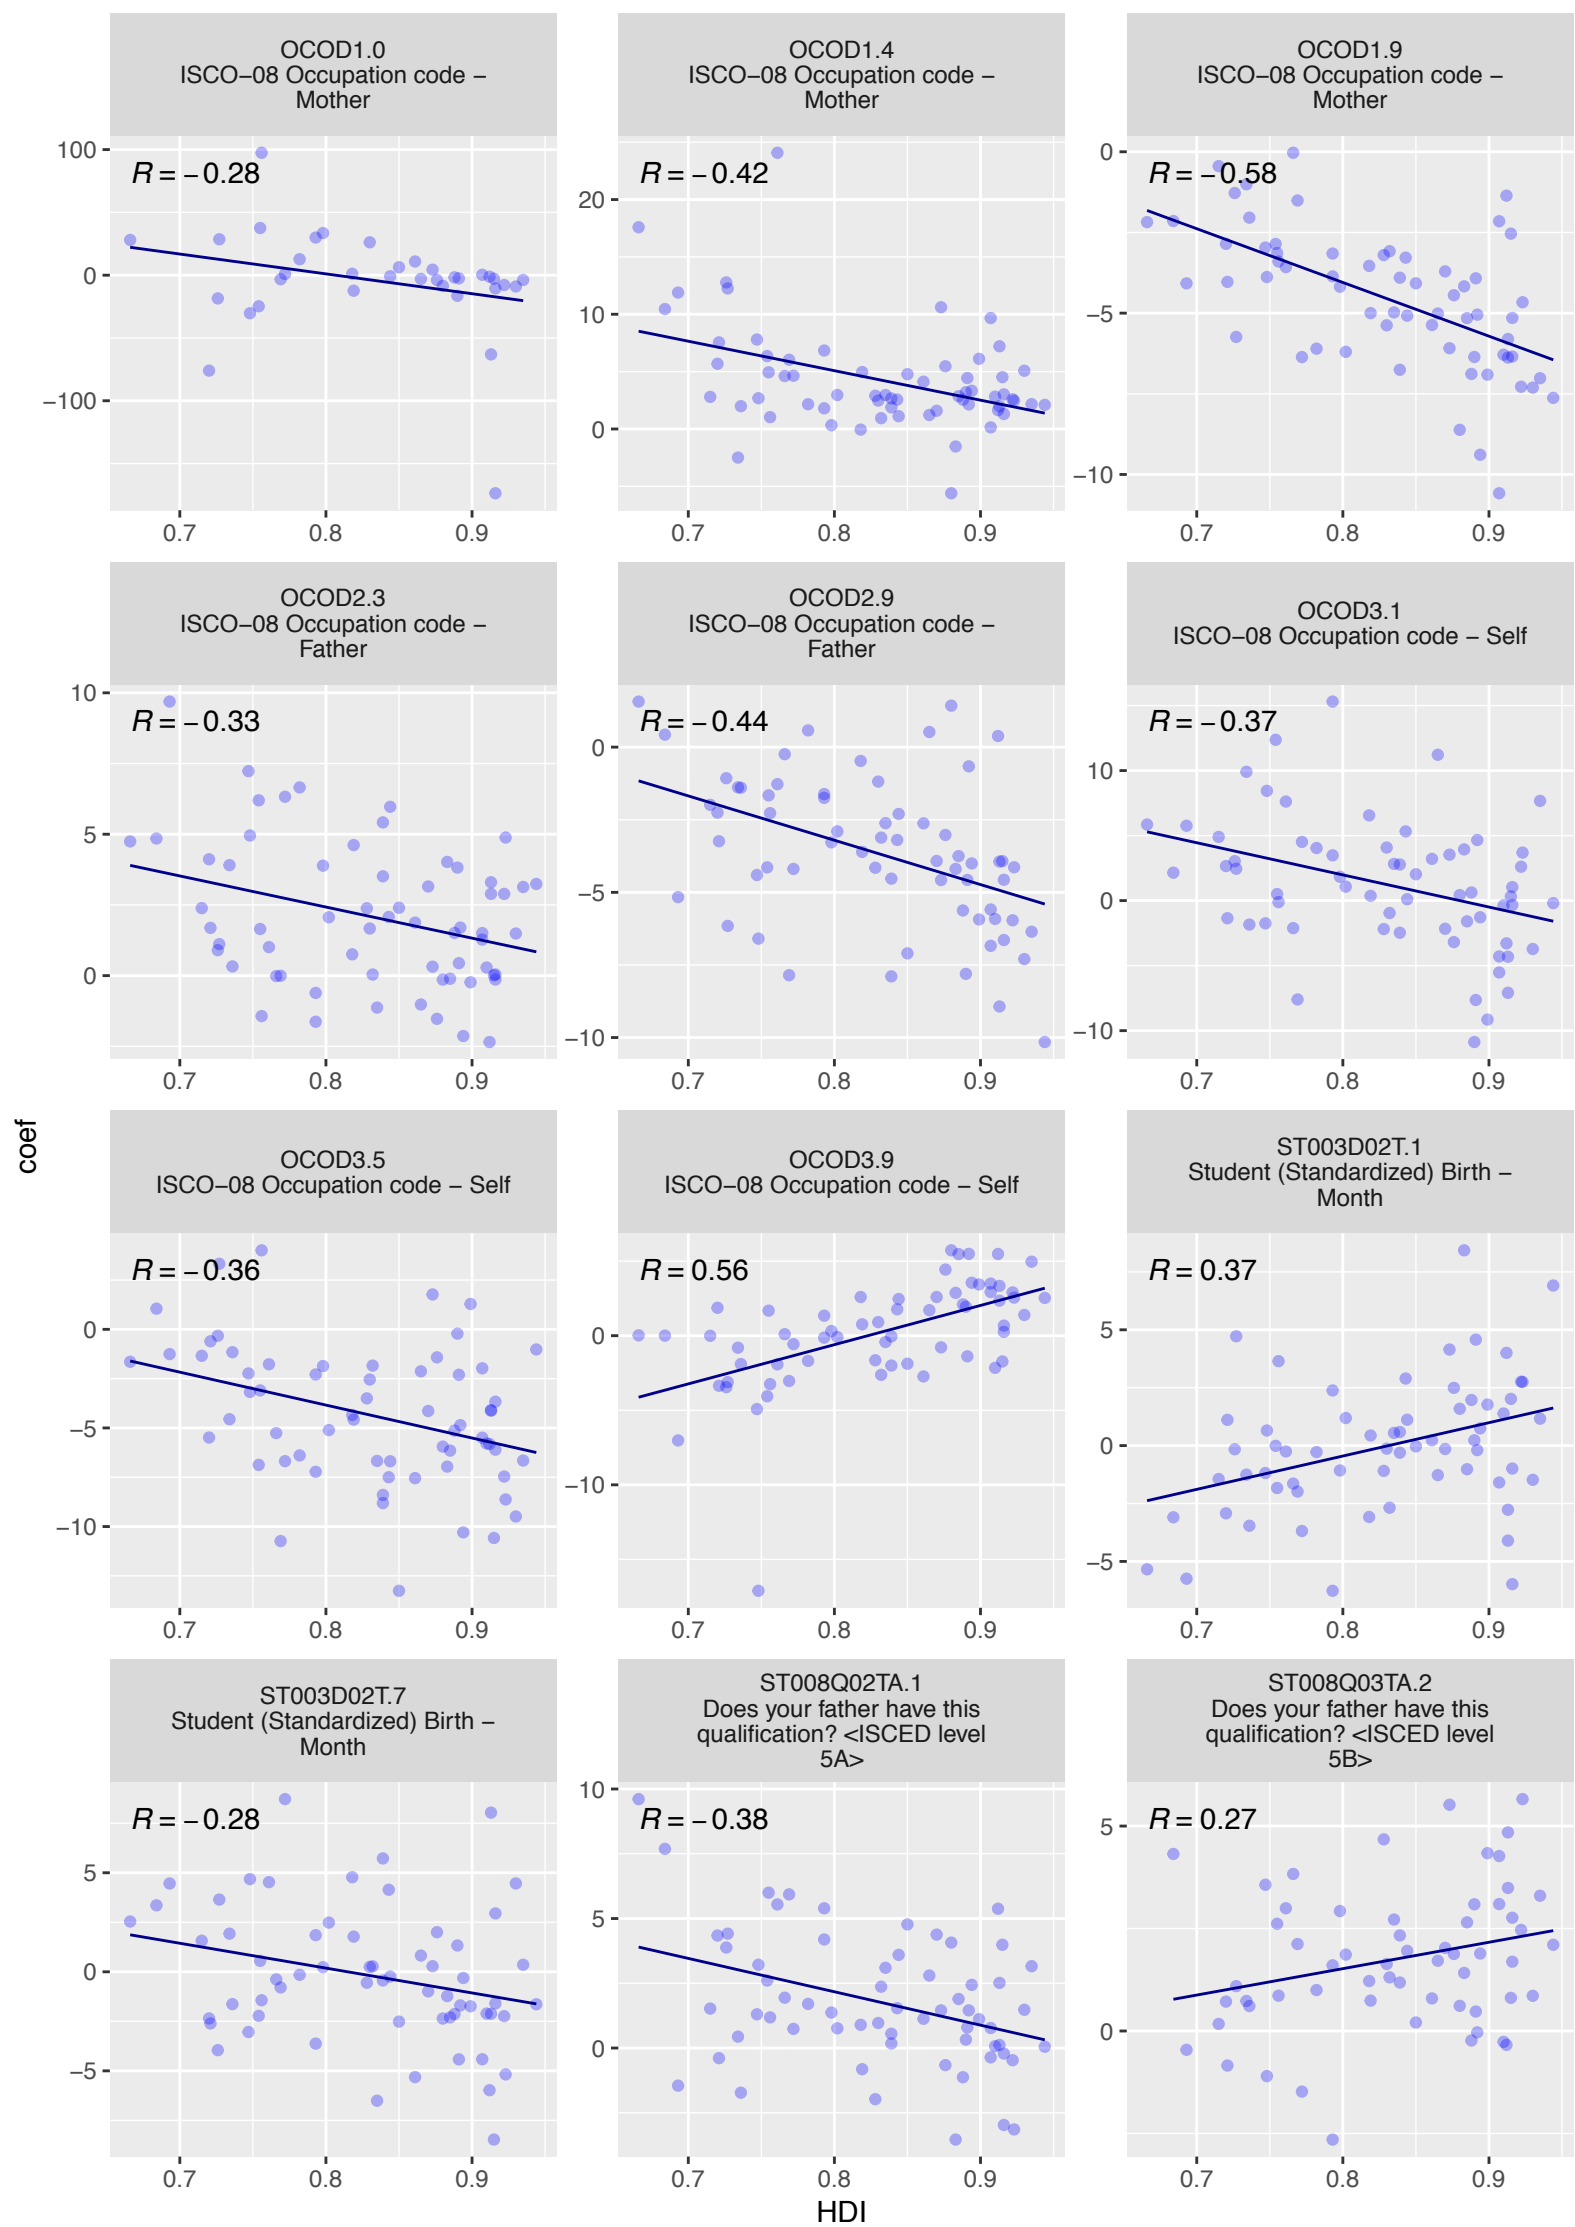 OCOD1.0
ISCO−08 Occupation code −
Mother
OCOD1.4
ISCO−08 Occupation code −
Mother
OCOD1.9
ISCO−08 Occupation code −
Mother
R = −0.28
R = −0.42
R = −0.58
100
0
−100
0.7 0.8 0.9
20
10
0
0.7 0.8 0.9
0
−5
−10
0.7 0.8 0.9
OCOD2.3
ISCO−08 Occupation code −
Father
OCOD2.9
ISCO−08 Occupation code −
Father
OCOD3.1
ISCO−08 Occupation code − Self
R = −0.33
R = −0.44
R = −0.37
10
5
0
0.7 0.8 0.9
0
−5
−10
0.7 0.8 0.9
10
0
−10
0.7 0.8 0.9
coef
OCOD3.5
ISCO−08 Occupation code − Self
OCOD3.9
ISCO−08 Occupation code − Self
ST003D02T.1
Student (Standardized) Birth −
Month
R = −0.36
R = 0.56
R = 0.37
0
−5
−10
0.7 0.8 0.9
0
−10
0.7 0.8 0.9
5
0
−5
0.7 0.8 0.9
ST003D02T.7
Student (Standardized) Birth −
Month
ST008Q02TA.1
Does your father have this
qualification? <ISCED level
5A>
ST008Q03TA.2
Does your father have this
qualification? <ISCED level
5B>
R = −0.28
R = −0.38
R = 0.27
5
0
−5
0.7 0.8 0.9
10
5
0
0.7 0.8 0.9
5
0
0.7 0.8 0.9
HDI